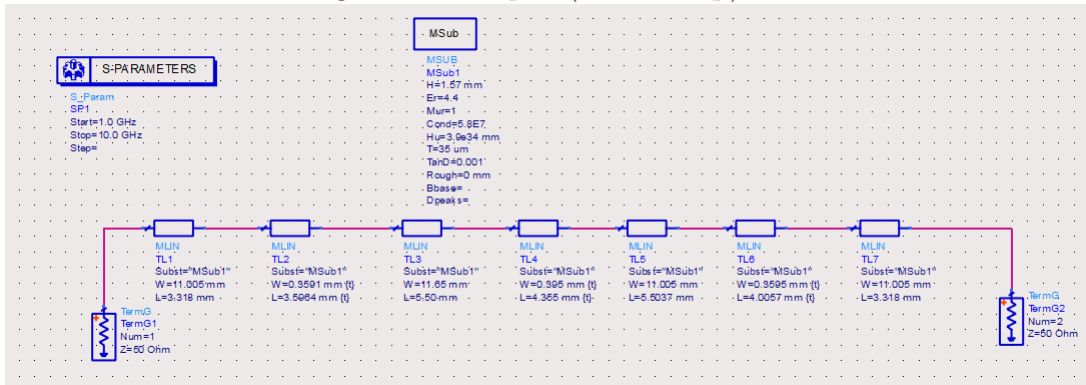 MSub
S-PARAMETERS
MSUB
MSub1
H=1.57 mm
Er=4.4
Mur=1
Cond=5.8E7
Hu=3.9e34 mm
T=35 um
TanD=0.001
Rough=0 mm
Bbase=
Dpeaks=
S_Param
SP1
Start=1.0 GHz
Stop=10.0 GHz
Step=
MLIN
TL1
Subst="MSub1"
W=11.005 mm
L=3.318 mm
MLIN
TL2
Subst="MSub1"
W=0.3591 mm {t}
L=3.5964 mm {t}
MLIN
TL3
Subst="MSub1"
W=11.65 mm
L=5.50 mm
MLIN
TL4
Subst="MSub1"
W=0.395 mm {t}
L=4.355 mm {t}
MLIN
TL5
Subst="MSub1"
W=11.005 mm
L=5.5037 mm
MLIN
TL6
Subst="MSub1"
W=0.3595 mm {t}
L=4.0057 mm {t}
MLIN
TL7
Subst="MSub1"
W=11.005 mm
L=3.318 mm
TermG
TermG1
Num=1
Z=50 Ohm
TermG
TermG2
Num=2
Z=50 Ohm